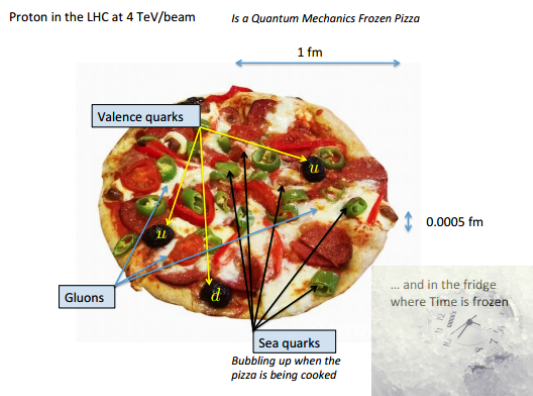 Proton in the LHC at 4 TeV/beam
Is a Quantum Mechanics Frozen Pizza
1 fm
Valence quarks
u
u
0.0005 fm
d
Gluons
... and in the fridge
where Time is frozen
Sea quarks
Bubbling up when the
pizza is being cooked